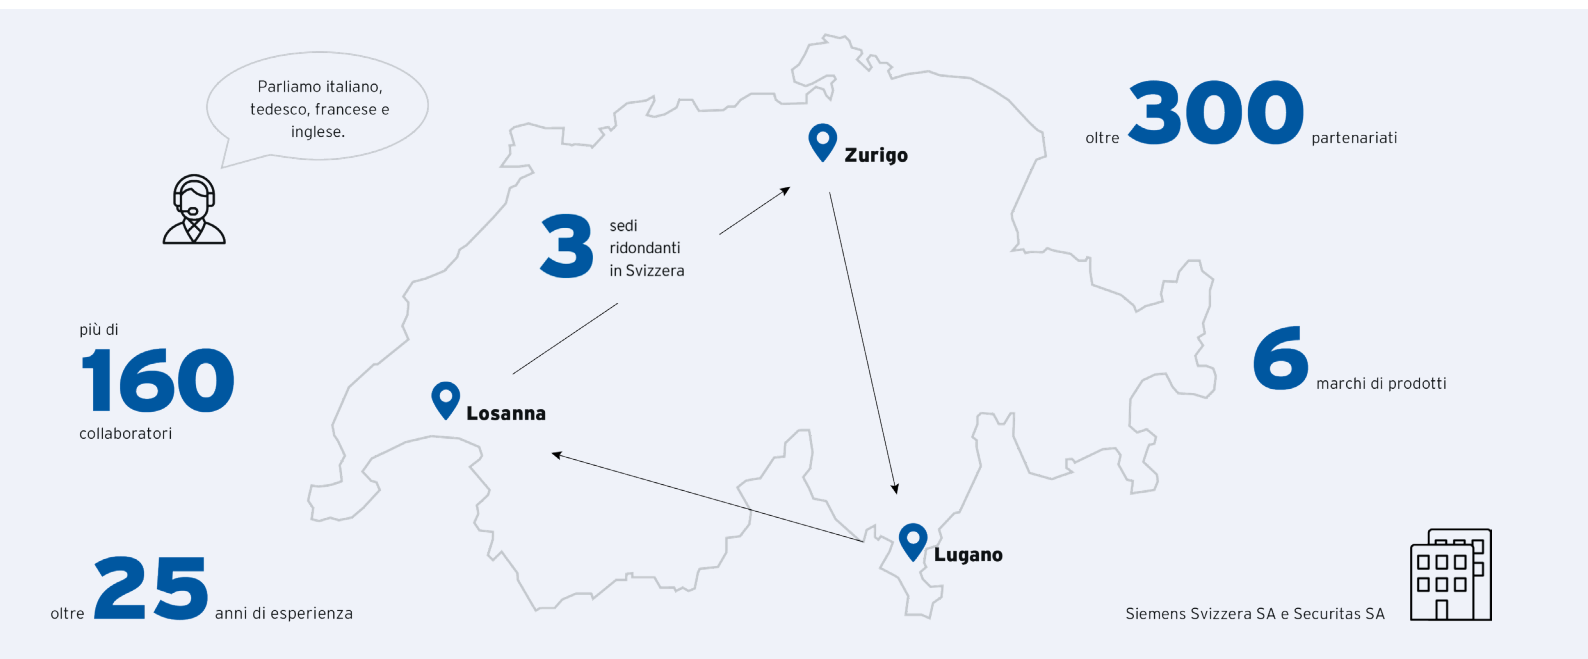 Parliamo italiano,
tedesco, francese e
inglese.
oltre 300 partenariati
Zurigo
3 sedi
ridondanti
in Svizzera
più di
160
collaboratori
6 marchi di prodotti
Losanna
Lugano
oltre 25 anni di esperienza
Siemens Svizzera SA e Securitas SA